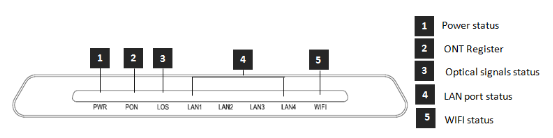 1 2 3 4 5
PWR PON LOS LAN1 LAN2 LAN3 LAN4 WIFI
1 Power status
2 ONT Register
3 Optical signals status
4 LAN port status
5 WIFI status